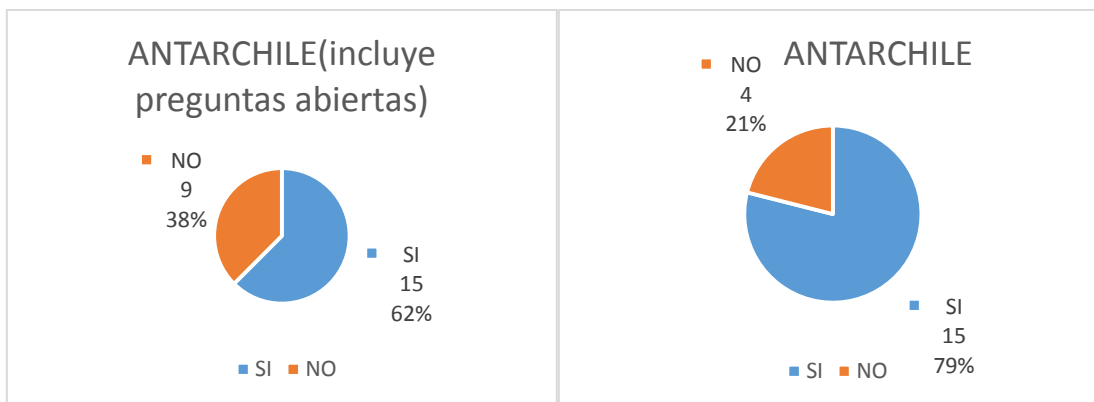 ANTARCHILE(incluye
preguntas abiertas)
NO
9
38%
SI
15
62%
SI NO
ANTARCHILE
NO
4
21%
SI
15
79%
SI NO